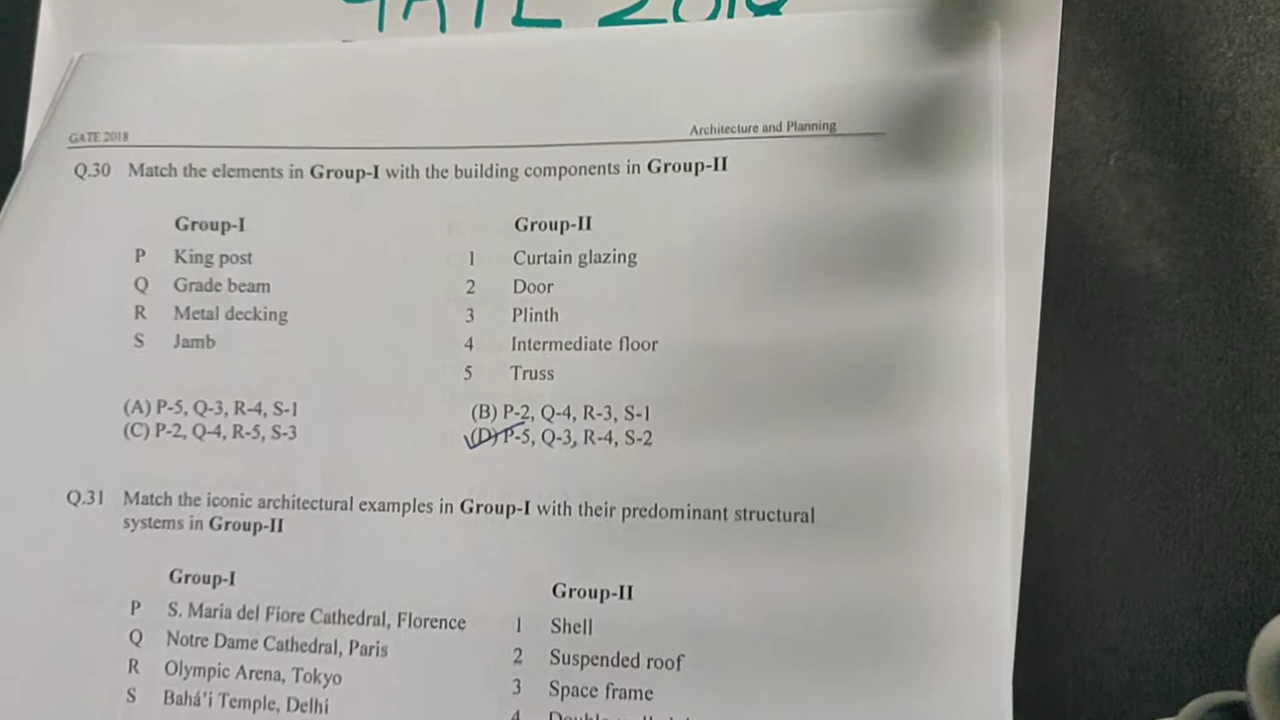 GATE 2018
GATE 2018 Architecture and Planning
Q.30 Match the elements in Group-I with the building components in Group-II
Group-I Group-II
P King post 1 Curtain glazing
Q Grade beam 2 Door
R Metal decking 3 Plinth
S Jamb 4 Intermediate floor
5 Truss
(A) P-5, Q-3, R-4, S-1 (B) P-2, Q-4, R-3, S-1
(C) P-2, Q-4, R-5, S-3 (D) P-5, Q-3, R-4, S-2
Q.31 Match the iconic architectural examples in Group-I with their predominant structural
systems in Group-II
Group-I Group-II
P S. Maria del Fiore Cathedral, Florence 1 Shell
Q Notre Dame Cathedral, Paris 2 Suspended roof
R Olympic Arena, Tokyo 3 Space frame
S Bahá'i Temple, Delhi 4